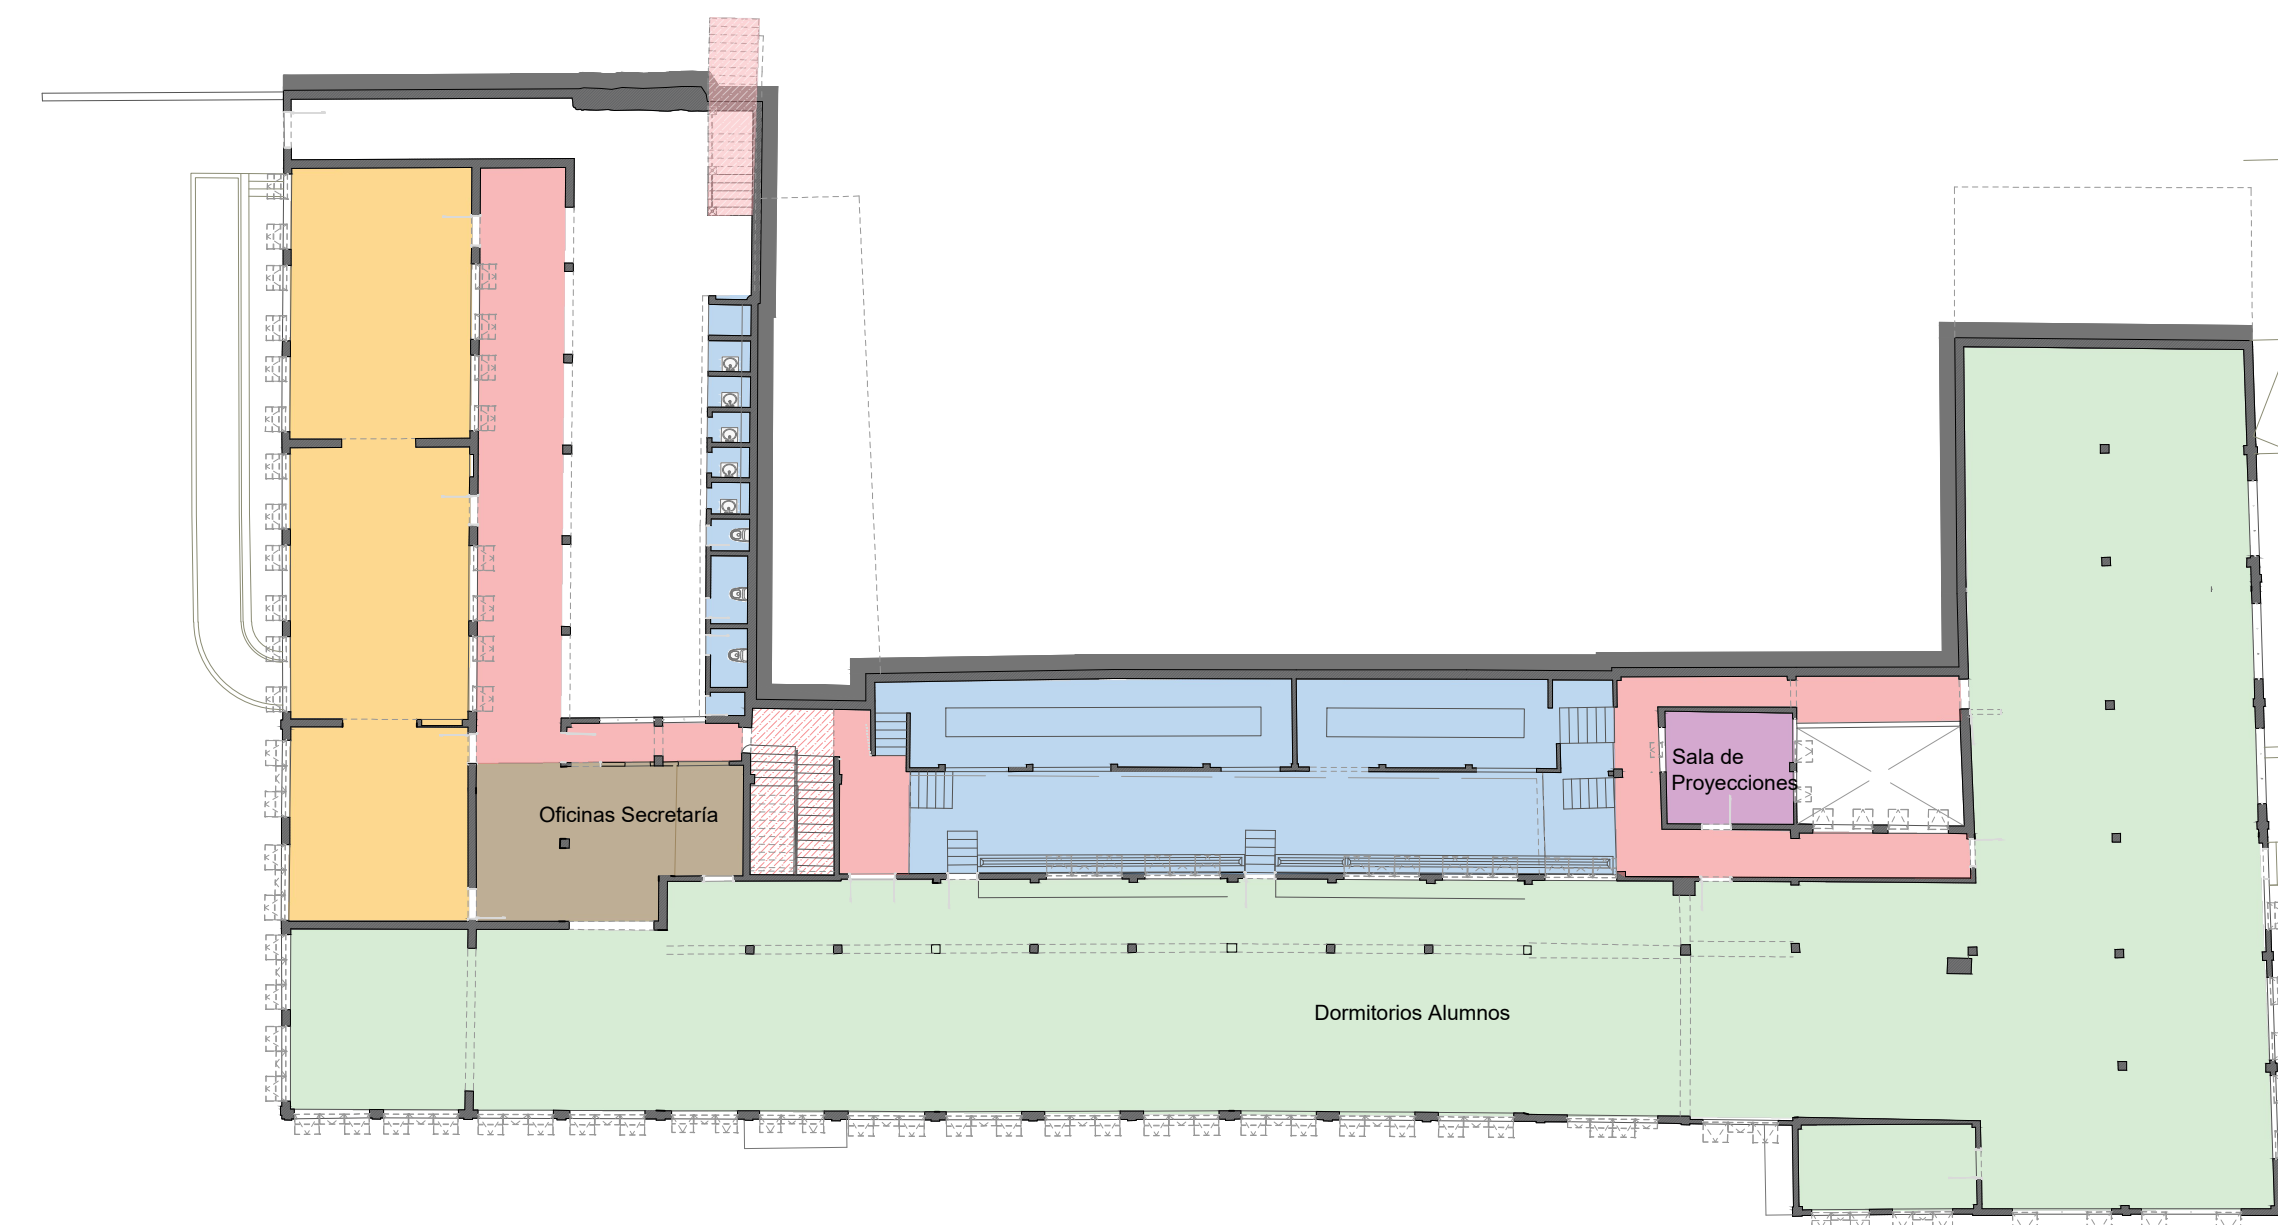 Sala de
Proyecciones
Oficinas Secretaría
Dormitorios Alumnos